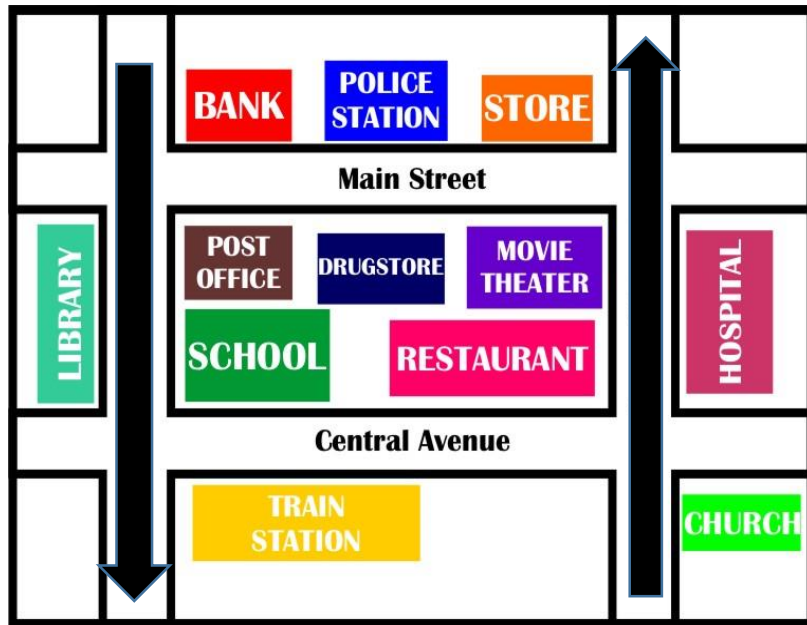 BANK
POLICE
STATION
STORE
Main Street
LIBRARY
POST
OFFICE
DRUGSTORE
MOVIE
THEATER
HOSPITAL
SCHOOL
RESTAURANT
Central Avenue
TRAIN
STATION
CHURCH